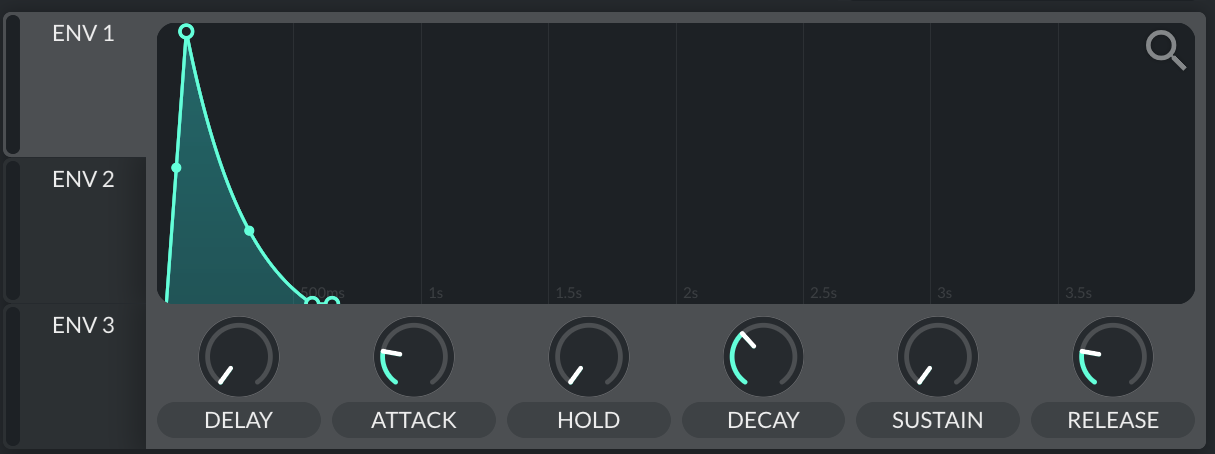 ENV 1
ENV 2
ENV 3
500ms
1s
1.5s
2s
2.5s
3s
3.5s
DELAY
ATTACK
HOLD
DECAY
SUSTAIN
RELEASE